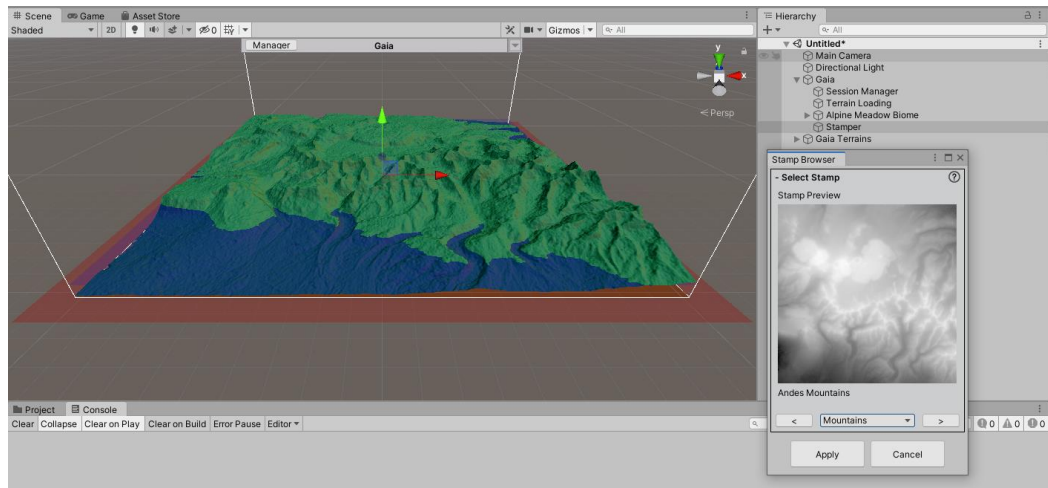 Scene Game Asset Store
Shaded 2D 0 Gizmos All
Manager Gaia
y
x
Persp
Hierarchy
+ All
Untitled*
Main Camera
Directional Light
Gaia
Session Manager
Terrain Loading
Alpine Meadow Biome
Stamper
Gaia Terrains
Stamp Browser
- Select Stamp ?
Stamp Preview
Andes Mountains
< Mountains >
Apply Cancel
Project Console
Clear Collapse Clear on Play Clear on Build Error Pause Editor 0 0 0